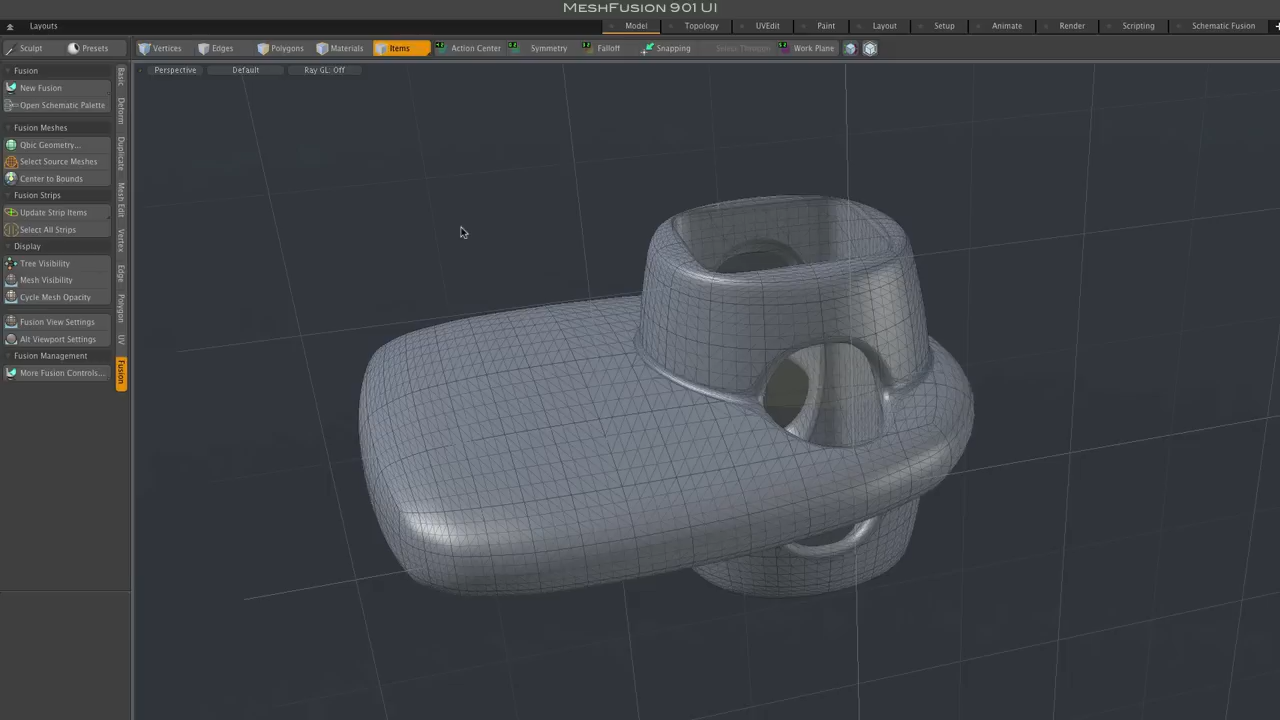 MESHFUSION 901 UI
Layouts
Model Topology UVEdit Paint Layout Setup Animate Render Scripting Schematic Fusion
Sculpt Presets Vertices Edges Polygons Materials Items Action Center Symmetry Falloff Snapping Select Through Work Plane
Perspective Default Ray GL: Off
Fusion
New Fusion
Open Schematic Palette
Fusion Meshes
Qbic Geometry...
Select Source Meshes
Center to Bounds
Fusion Strips
Update Strip Items
Select All Strips
Display
Tree Visibility
Mesh Visibility
Cycle Mesh Opacity
Fusion View Settings
Alt Viewport Settings
Fusion Management
More Fusion Controls...
Basic
Deform
Duplicate
Mesh Edit
Vertex
Edge
Polygon
UV
Fusion